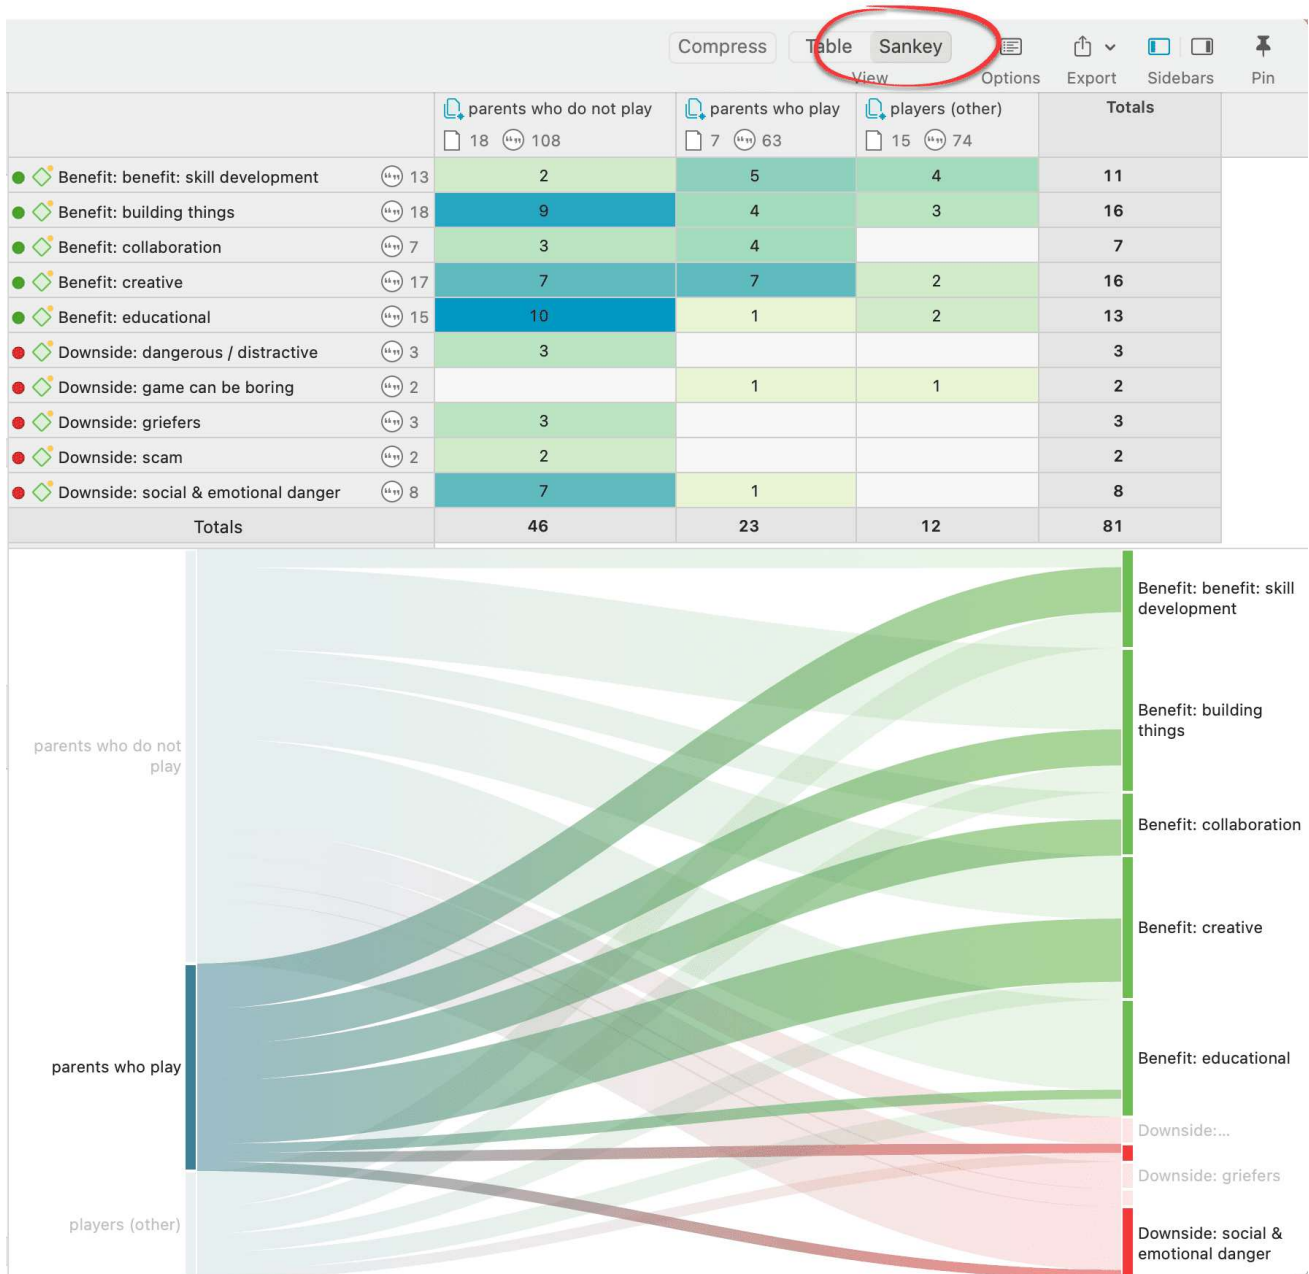 Compress Table Sankey
View Options Export Sidebars Pin
parents who do not play parents who play players (other) Totals
18 108 7 63 15 74
Benefit: benefit: skill development 13 2 5 4 11
Benefit: building things 18 9 4 3 16
Benefit: collaboration 7 3 4 7
Benefit: creative 17 7 7 2 16
Benefit: educational 15 10 1 2 13
Downside: dangerous / distractive 3 3 3
Downside: game can be boring 2 1 1 2
Downside: griefers 3 3 3
Downside: scam 2 2 2
Downside: social & emotional danger 8 7 1 8
Totals 46 23 12 81
parents who do not
play
parents who play
players (other)
Benefit: benefit: skill
development
Benefit: building
things
Benefit: collaboration
Benefit: creative
Benefit: educational
Downside:...
Downside: griefers
Downside: social &
emotional danger